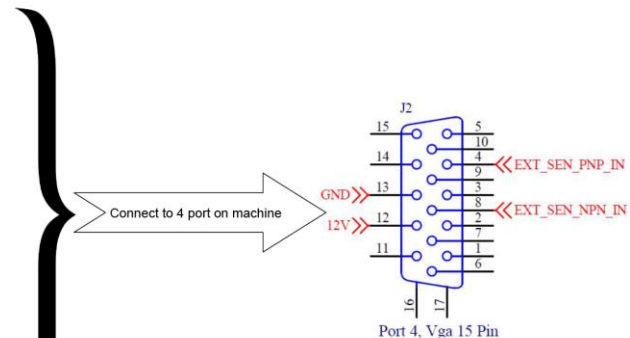 J2
15
5
10
14
4
EXT_SEN_PNP_IN
9
GND
13
3
Connect to 4 port on machine
8
EXT_SEN_NPN_IN
12V
12
2
7
11
1
6
16
17
Port 4, Vga 15 Pin